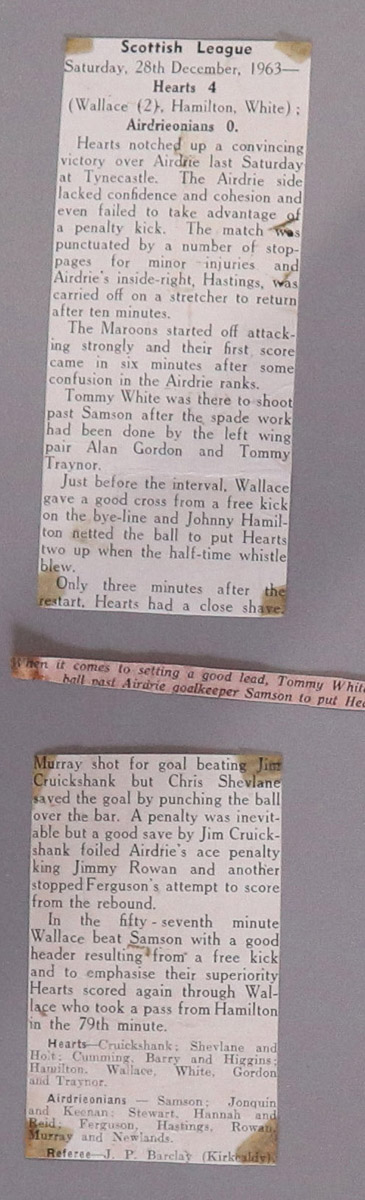 Scottish League
Saturday, 28th December, 1963—
Hearts 4
(Wallace (2), Hamilton, White);
Airdrieonians 0.
Hearts notched up a convincing
victory over Airdrie last Saturday
at Tynecastle. The Airdrie side
lacked confidence and cohesion and
even failed to take advantage of
a penalty kick. The match was
punctuated by a number of stop-
pages for minor injuries and
Airdrie's inside-right, Hastings, was
carried off on a stretcher to return
after ten minutes.
The Maroons started off attack-
ing strongly and their first score
came in six minutes after some
confusion in the Airdrie ranks.
Tommy White was there to shoot
past Samson after the spade work
had been done by the left wing
pair Alan Gordon and Tommy
Traynor.
Just before the interval, Wallace
gave a good cross from a free kick
on the bye-line and Johnny Hamil-
ton netted the ball to put Hearts
two up when the half-time whistle
blew.
Only three minutes after the
restart, Hearts had a close shave.
When it comes to setting a good lead, Tommy White
ball past Airdrie goalkeeper Samson to put Hea
Murray shot for goal beating Jim
Cruickshank but Chris Shevlane
saved the goal by punching the ball
over the bar. A penalty was inevit-
able but a good save by Jim Cruick-
shank foiled Airdrie's ace penalty
king Jimmy Rowan and another
stopped Ferguson's attempt to score
from the rebound.
In the fifty-seventh minute
Wallace beat Samson with a good
header resulting from a free kick
and to emphasise their superiority
Hearts scored again through Wal-
lace who took a pass from Hamilton
in the 79th minute.
Hearts—Cruickshank; Shevlane and
Holt; Cumming, Barry and Higgins;
Hamilton, Wallace, White, Gordon
and Traynor.
Airdrieonians — Samson; Jonquin
and Keenan; Stewart, Hannah and
Reid; Ferguson, Hastings, Rowan,
Murray and Newlands.
Referee—J. P. Barclay (Kirkcaldy).